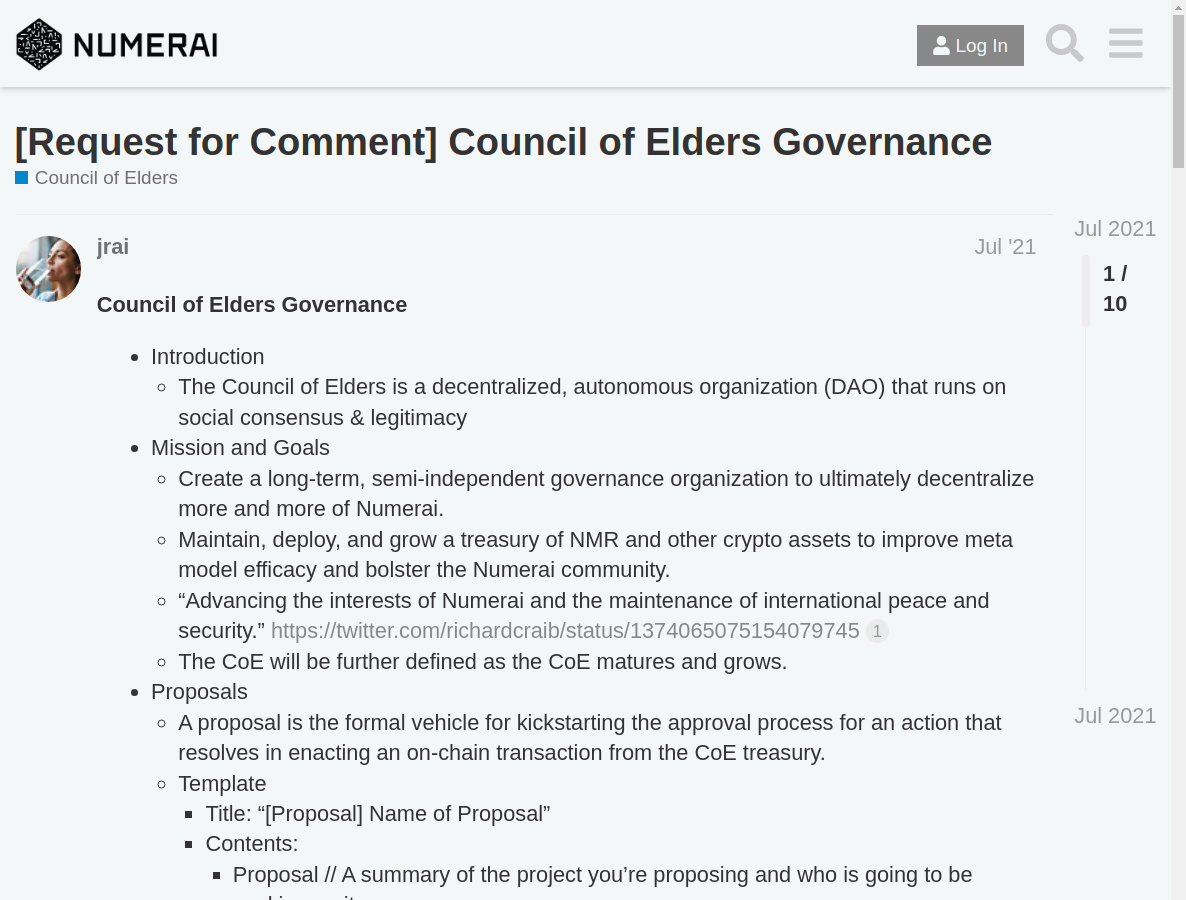 NUMERAI
Log In
[Request for Comment] Council of Elders Governance
Council of Elders
jrai
Jul '21
Jul 2021
1 /
10
Council of Elders Governance
Introduction
The Council of Elders is a decentralized, autonomous organization (DAO) that runs on
social consensus & legitimacy
Mission and Goals
Create a long-term, semi-independent governance organization to ultimately decentralize
more and more of Numerai.
Maintain, deploy, and grow a treasury of NMR and other crypto assets to improve meta
model efficacy and bolster the Numerai community.
“Advancing the interests of Numerai and the maintenance of international peace and
security.” https://twitter.com/richardcraib/status/1374065075154079745 1
The CoE will be further defined as the CoE matures and grows.
Proposals
A proposal is the formal vehicle for kickstarting the approval process for an action that
resolves in enacting an on-chain transaction from the CoE treasury.
Jul 2021
Template
Title: “[Proposal] Name of Proposal”
Contents:
Proposal // A summary of the project you’re proposing and who is going to be